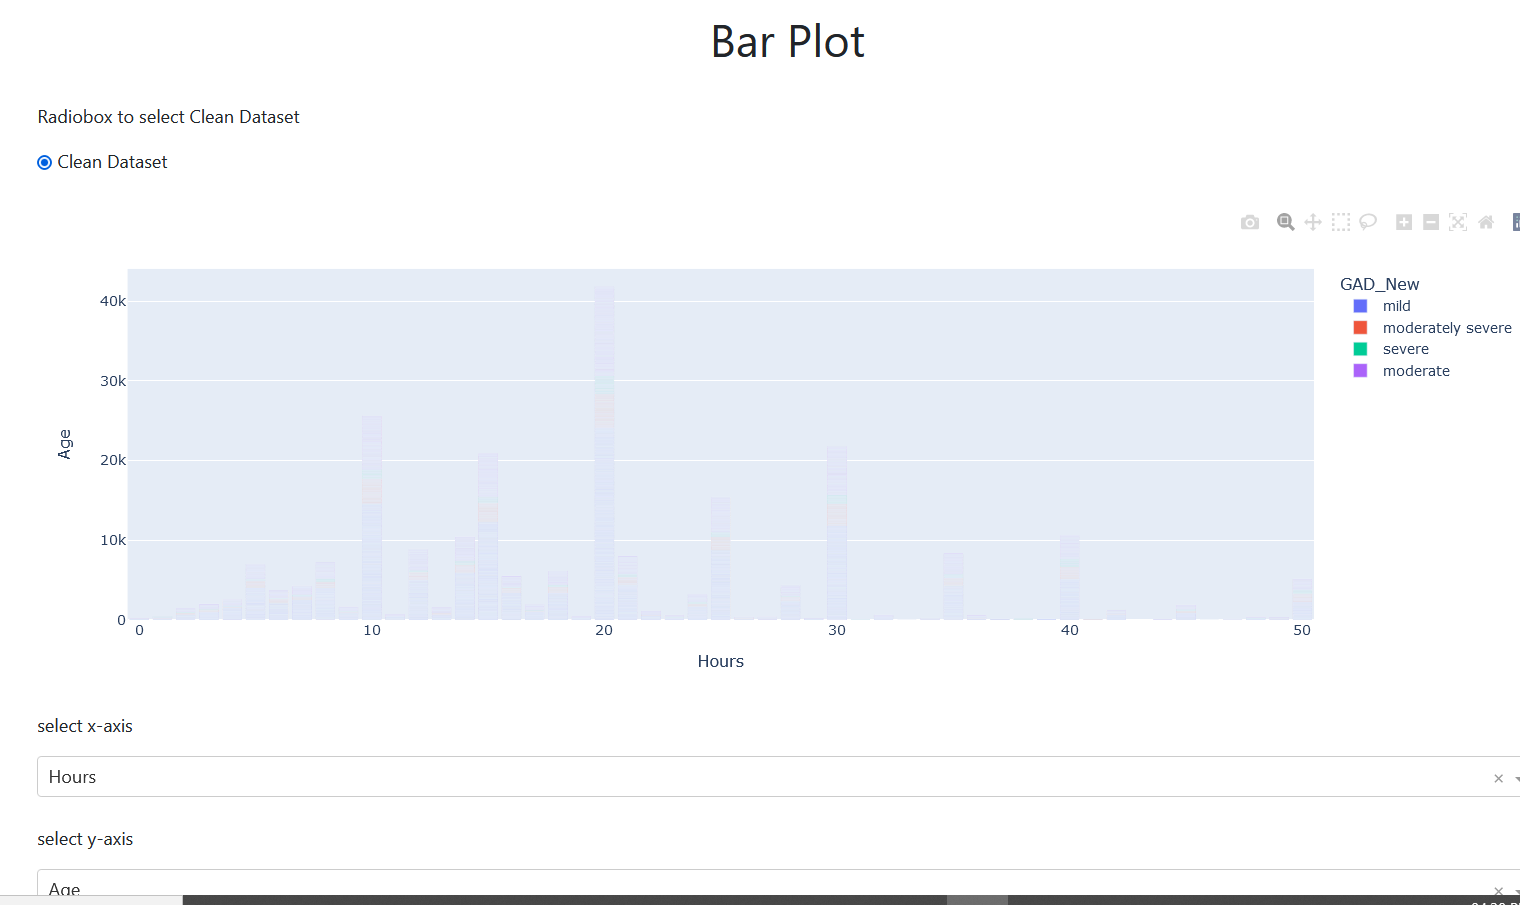 Bar Plot
Radiobox to select Clean Dataset
Clean Dataset
GAD_New
mild
moderately severe
severe
moderate
40k
30k
20k
10k
0
Age
0 10 20 30 40 50
Hours
select x-axis
Hours
select y-axis
Age